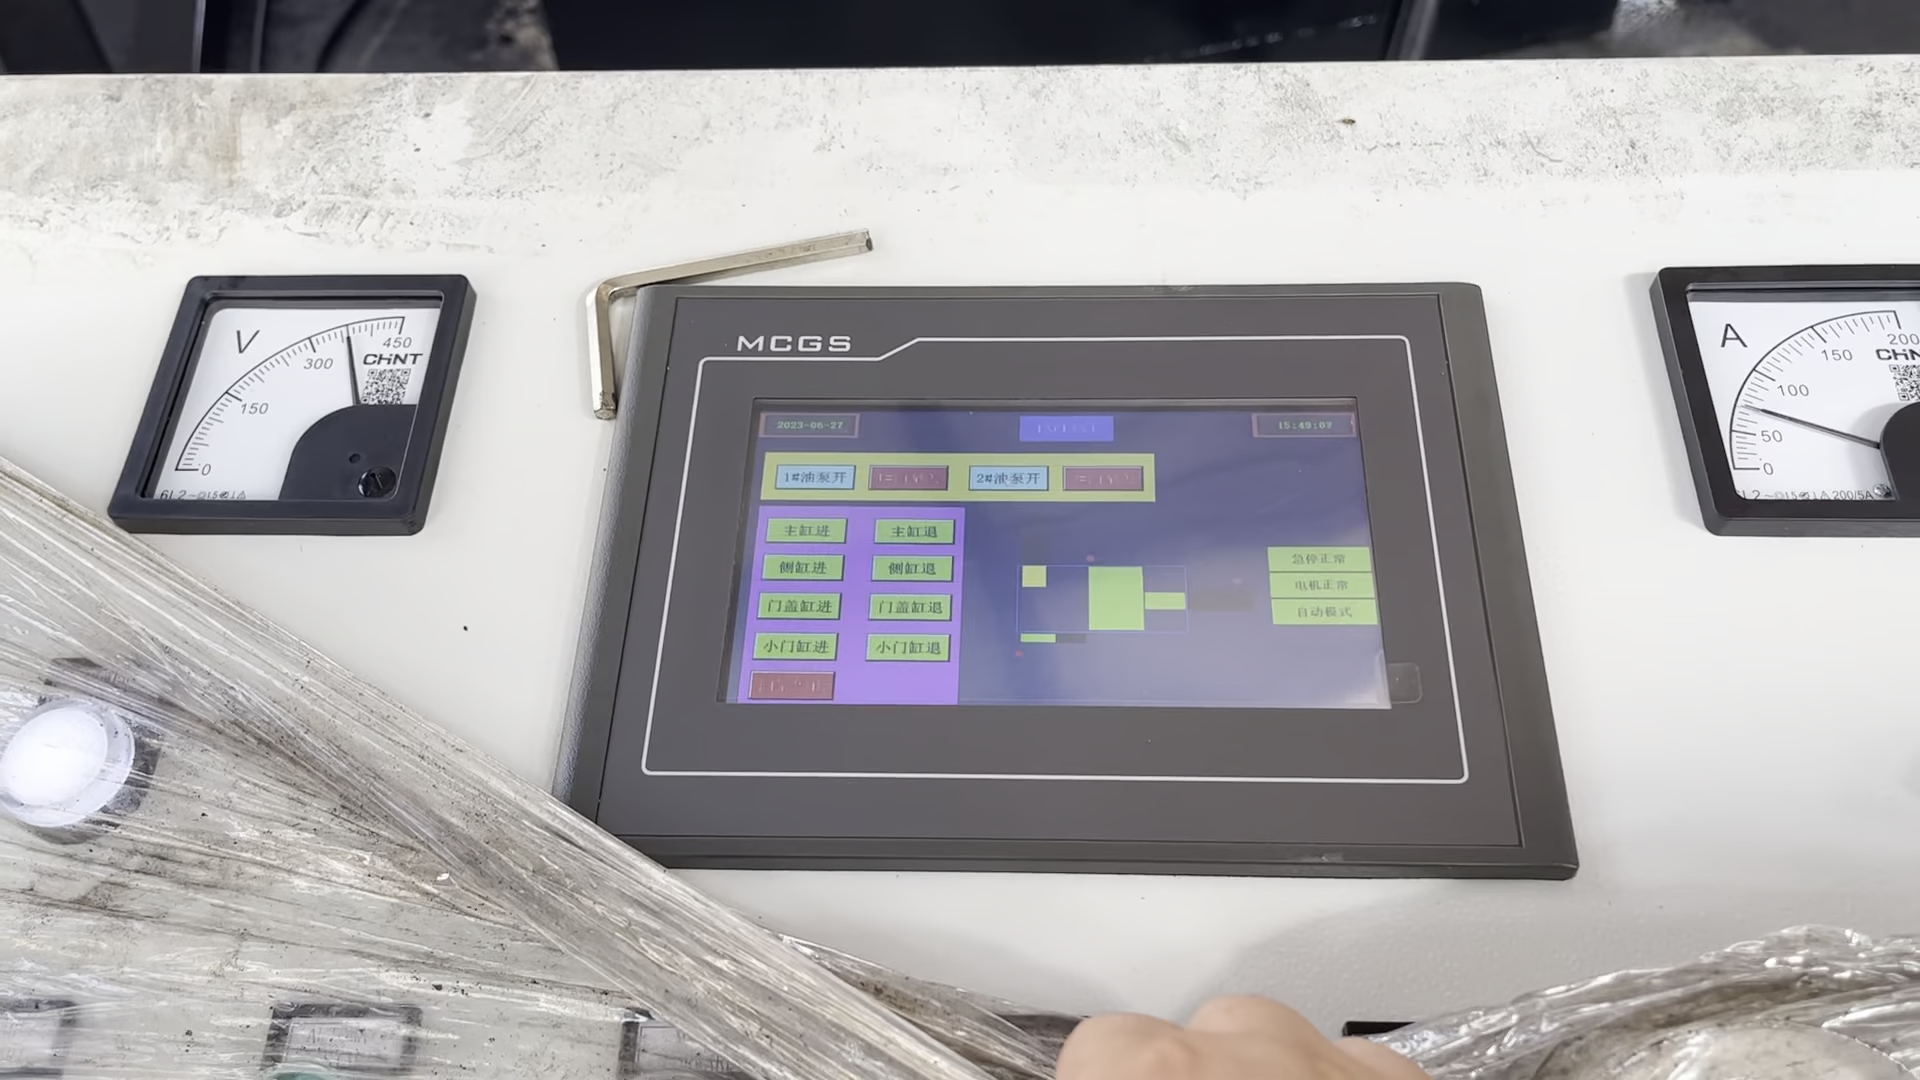 V
450
300
150
0
CHNT
MCGS
2023-06-27
15:49:07
1#油泵开
2#油泵开
主缸进
主缸退
侧缸进
侧缸退
门盖缸进
门盖缸退
小门缸进
小门缸退
急停正常
电机正常
自动模式
A
200
150
100
50
0
CHN
200/5A